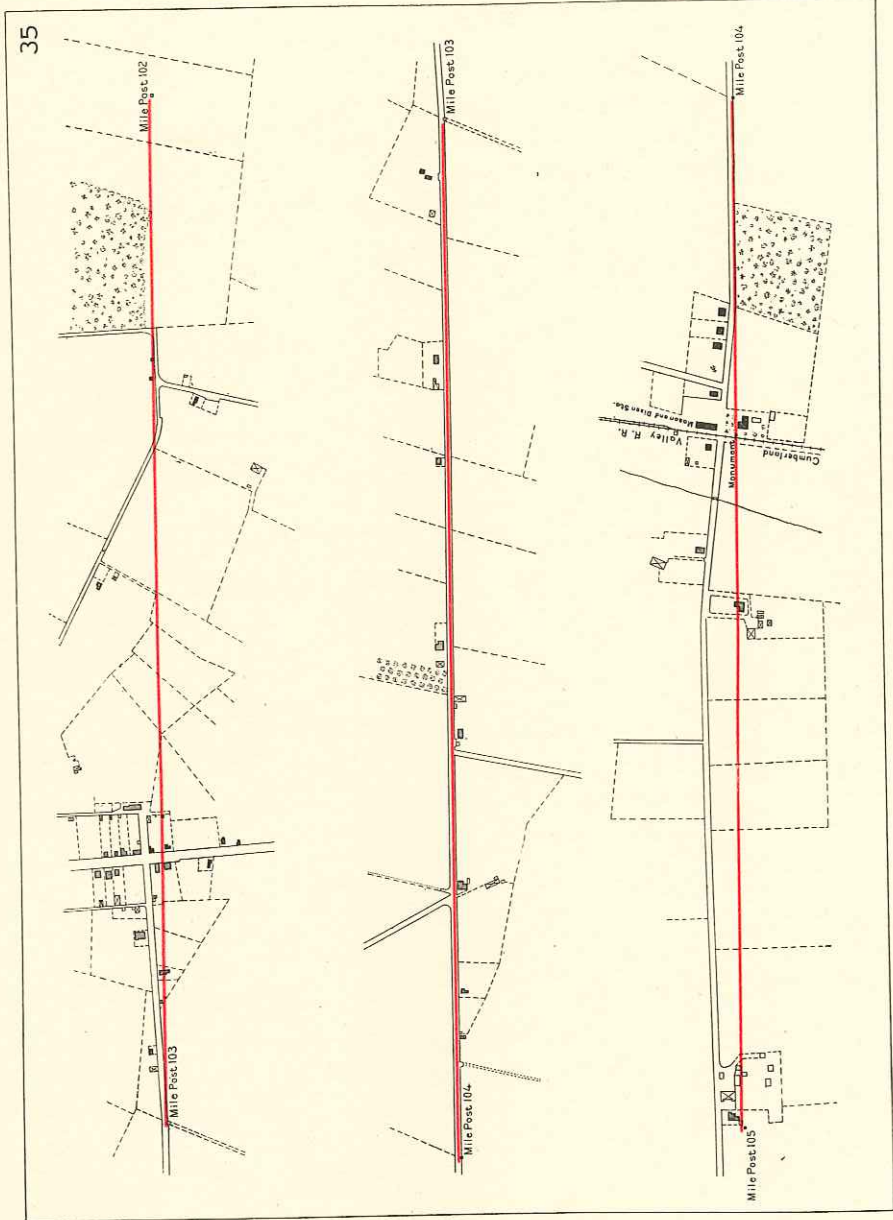 35
Mile Post 102
Mile Post 103
Mile Post 103
Mile Post 104
Mile Post 104
Mason and Dixon Sta.
Valley R. R.
Monument
Cumberland
Mile Post 105